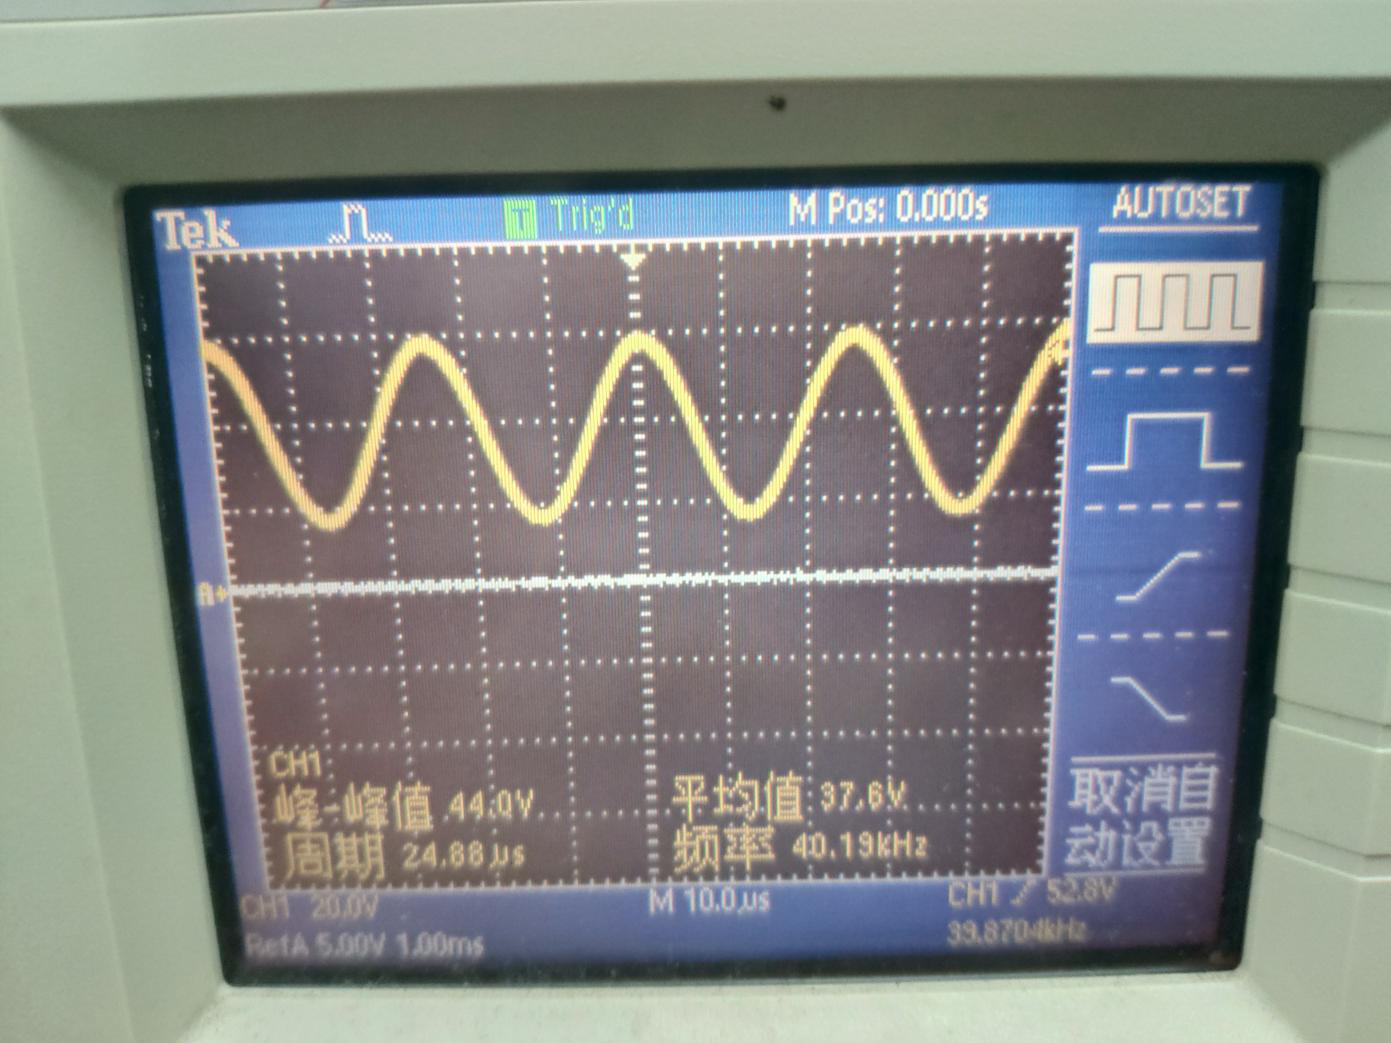 Tek T Trig'd M Pos: 0.000s AUTOSET
A
CH1
峰-峰值 44.0V 平均值 37.6V
周期 24.88µs 频率 40.19kHz
取消自
动设置
CH1 20.0V M 10.0µs CH1 52.8V
RefA 5.00V 1.00ms 39.8704kHz